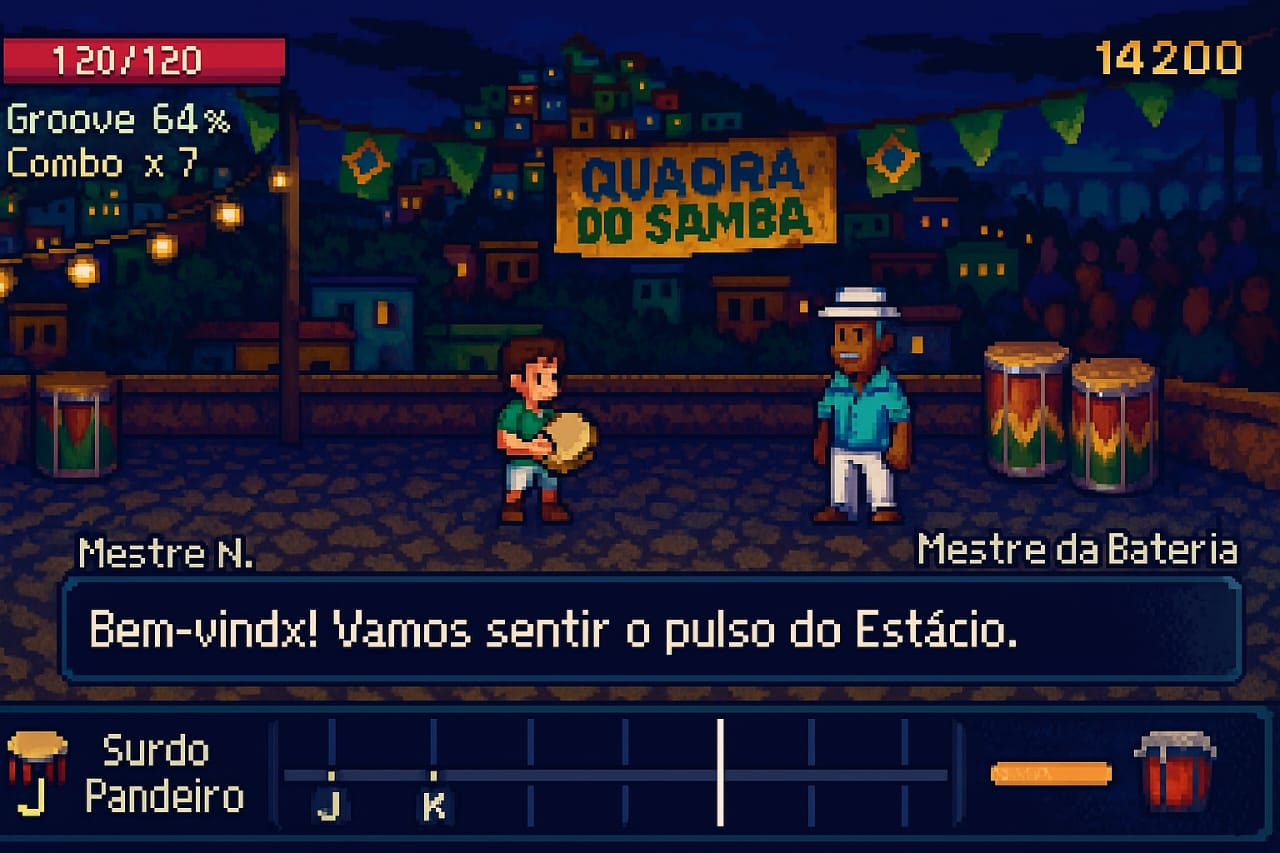 120/120
14200
Groove 64%
Combo x 7
QUADRA
DO SAMBA
Mestre N.
Mestre da Bateria
Bem-vindx! Vamos sentir o pulso do Estácio.
Surdo
J
Pandeiro
J
K